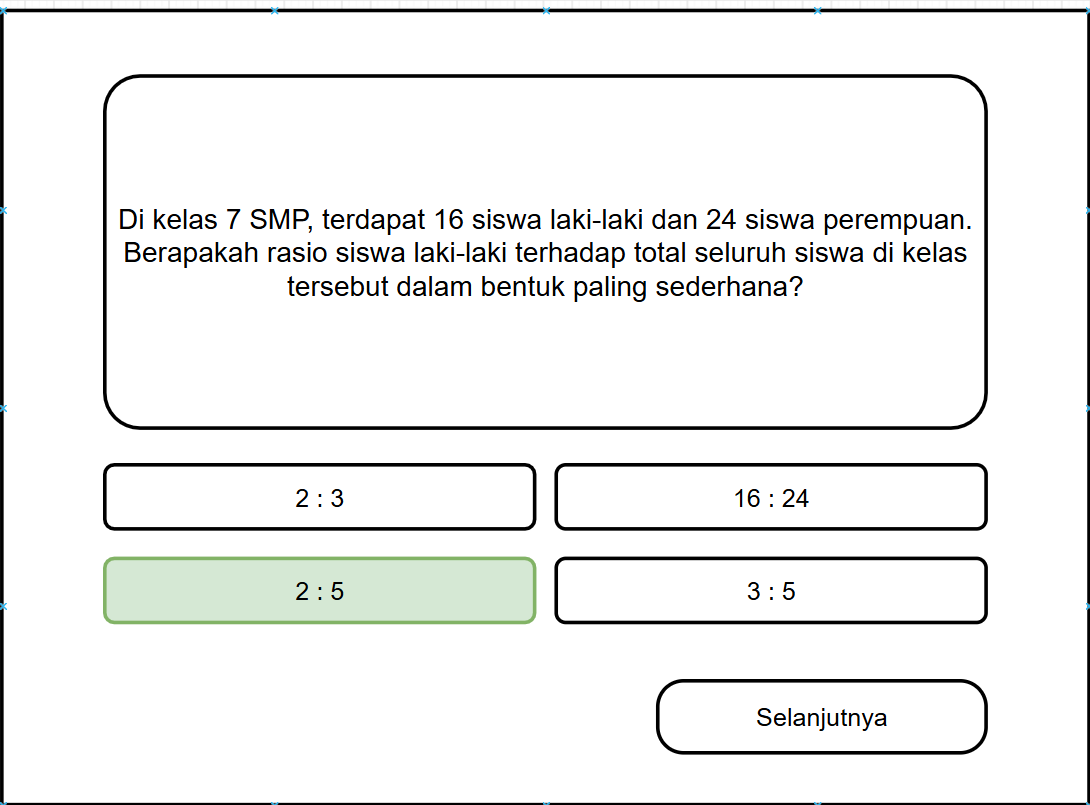 Di kelas 7 SMP, terdapat 16 siswa laki-laki dan 24 siswa perempuan.
Berapakah rasio siswa laki-laki terhadap total seluruh siswa di kelas
tersebut dalam bentuk paling sederhana?
2 : 3
16 : 24
2 : 5
3 : 5
Selanjutnya